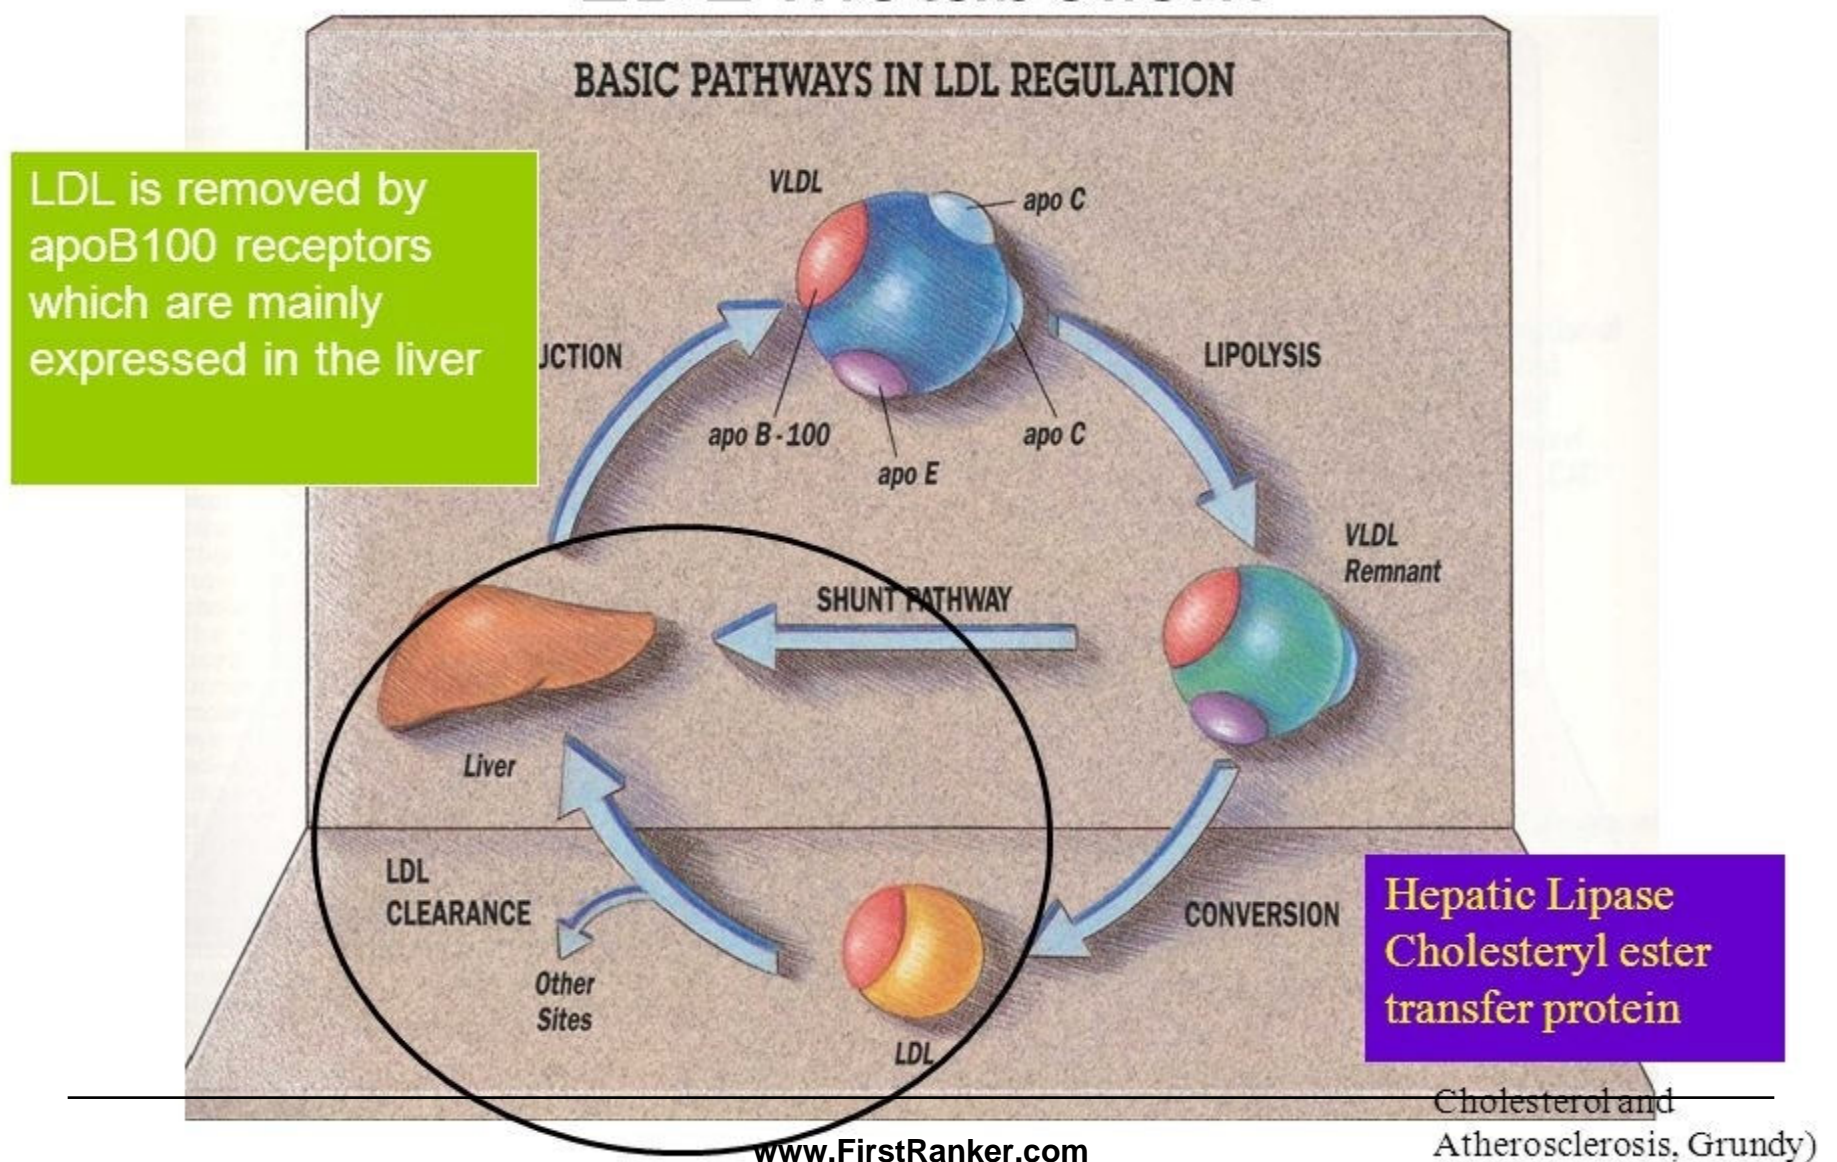 BASIC PATHWAYS IN LDL REGULATION
LDL is removed by
apoB100 receptors
which are mainly
expressed in the liver
VLDL
apo C
UCTION
LIPOLYSIS
apo B-100
apo C
apo E
VLDL
Remnant
SHUNT PATHWAY
Liver
LDL
CLEARANCE
CONVERSION
Other
Sites
LDL
Hepatic Lipase
Cholesteryl ester
transfer protein
Cholesterol and
Atherosclerosis, Grundy)
www.FirstRanker.com